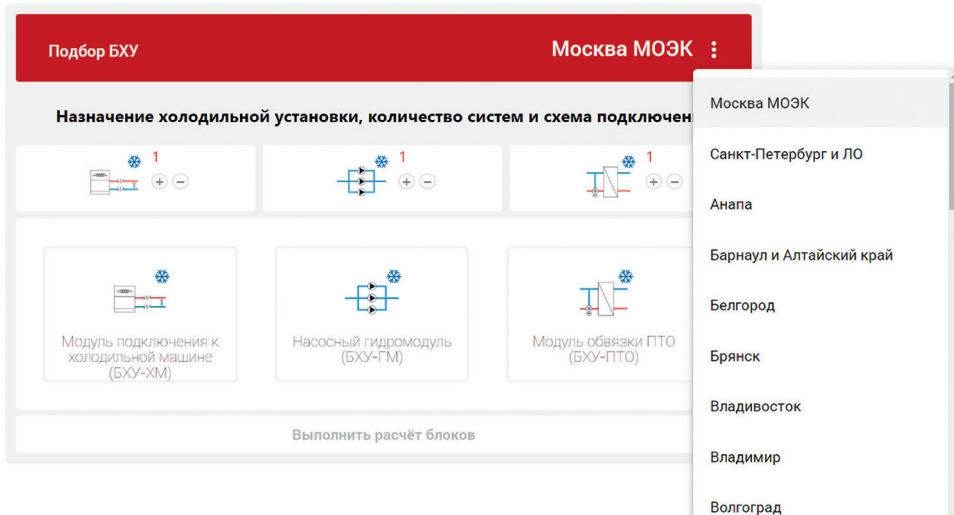 Подбор БХУ
Москва МОЭК
Назначение холодильной установки, количество систем и схема подключен
1
1
1
Модуль подключения к
холодильной машине
(БХУ-ХМ)
Насосный гидромодуль
(БХУ-ГМ)
Модуль обвязки ПТО
(БХУ-ПТО)
Выполнить расчёт блоков
Москва МОЭК
Санкт-Петербург и ЛО
Анапа
Барнаул и Алтайский край
Белгород
Брянск
Владивосток
Владимир
Волгоград